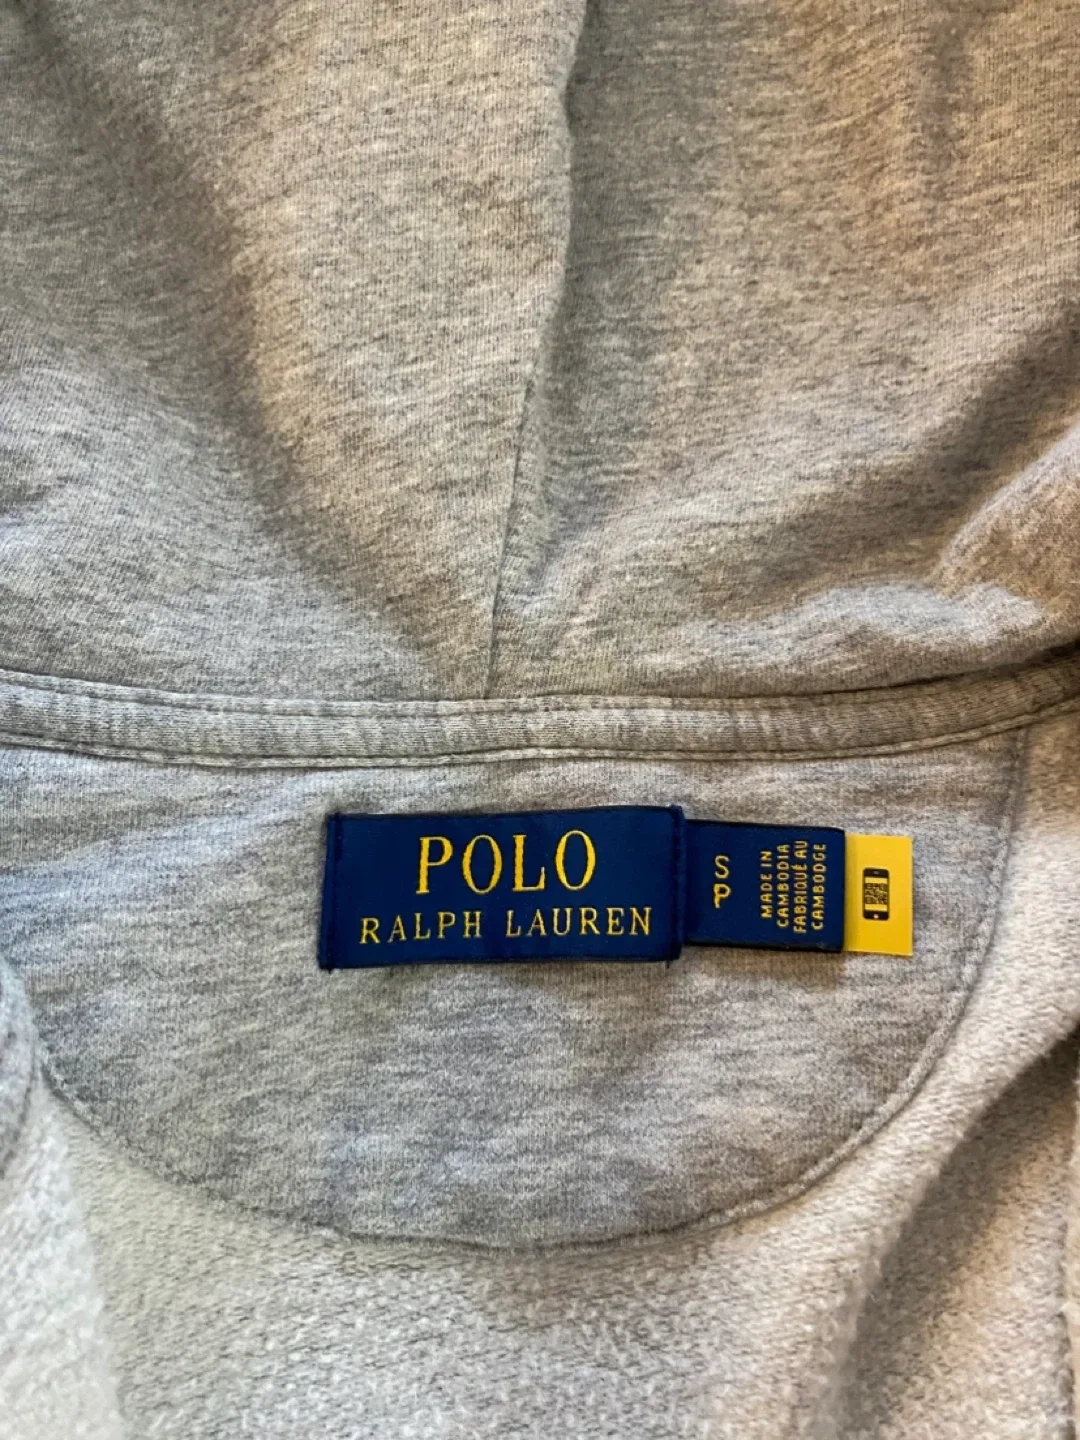 POLO
RALPH LAUREN
S
P
MADE IN
CAMBODIA
FABRIQUÉ AU
CAMBODGE